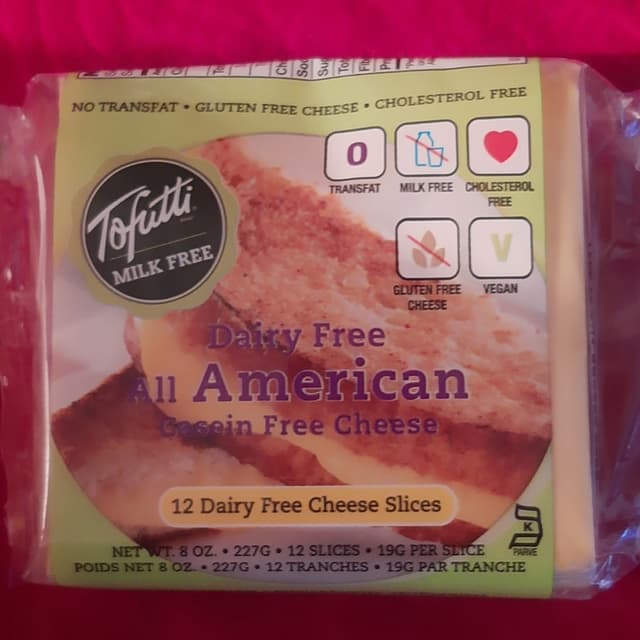 NO TRANSFAT • GLUTEN FREE CHEESE • CHOLESTEROL FREE
0
TRANSFAT
MILK FREE
CHOLESTEROL
FREE
Tofutti
MILK FREE
GLUTEN FREE
CHEESE
V
VEGAN
Dairy Free
All American
Casein Free Cheese
12 Dairy Free Cheese Slices
K
PARVE
NET WT. 8 OZ. • 227G • 12 SLICES • 19G PER SLICE
POIDS NET 8 OZ. • 227G • 12 TRANCHES • 19G PAR TRANCHE